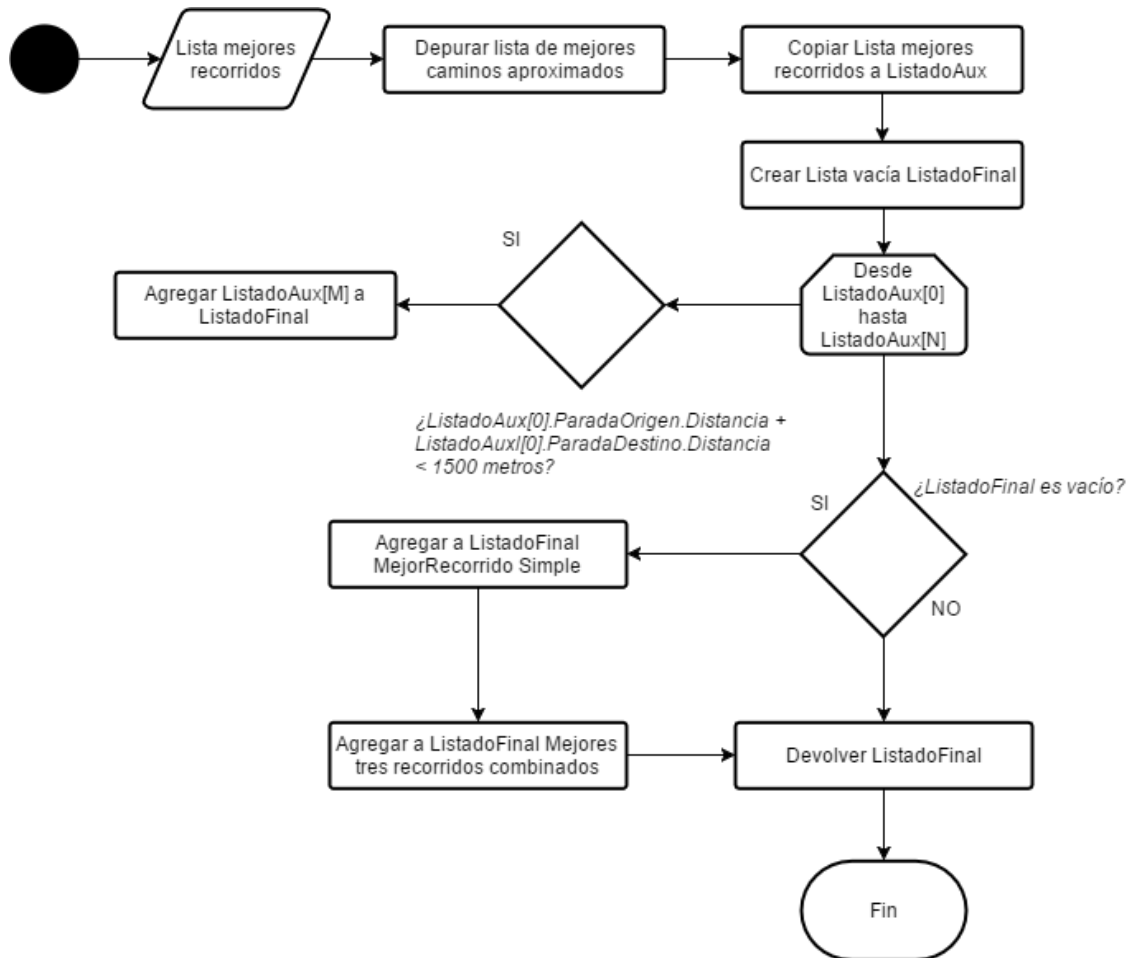 Lista mejores
recorridos
Depurar lista de mejores
caminos aproximados
Copiar Lista mejores
recorridos a ListadoAux
Crear Lista vacía ListadoFinal
Desde
ListadoAux[0]
hasta
ListadoAux[N]
SI
Agregar ListadoAux[M] a
ListadoFinal
¿ListadoAux[0].ParadaOrigen.Distancia +
ListadoAuxI[0].ParadaDestino.Distancia
< 1500 metros?
¿ListadoFinal es vacío?
SI
NO
Agregar a ListadoFinal
MejorRecorrido Simple
Agregar a ListadoFinal Mejores
tres recorridos combinados
Devolver ListadoFinal
Fin